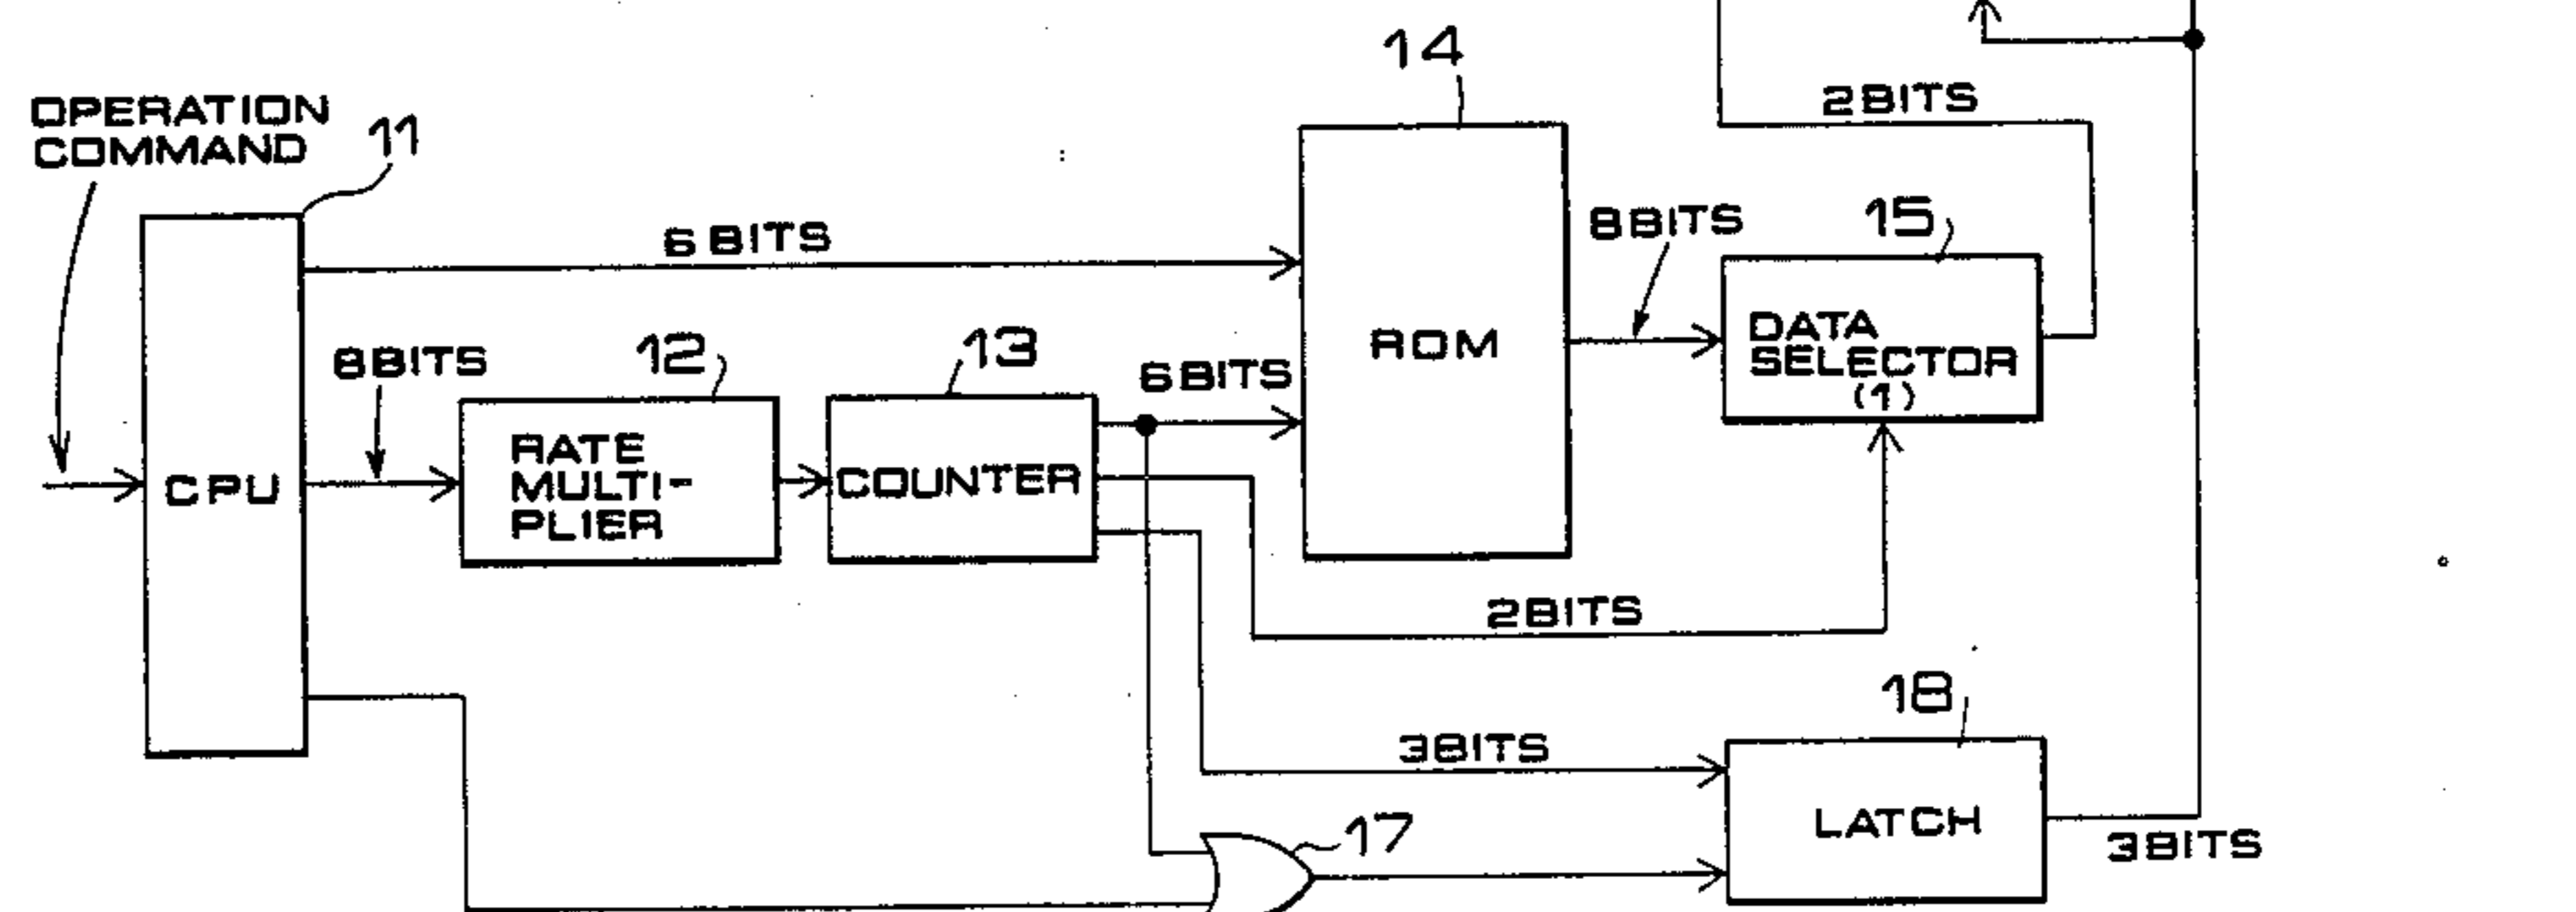 14
OPERATION
COMMAND
11
2BITS
6 BITS
8BITS
15
ROM
DATA
SELECTOR
(1)
8BITS
12
13
6BITS
CPU
RATE
MULTI-
PLIER
COUNTER
2BITS
18
3BITS
17
LATCH
3BITS